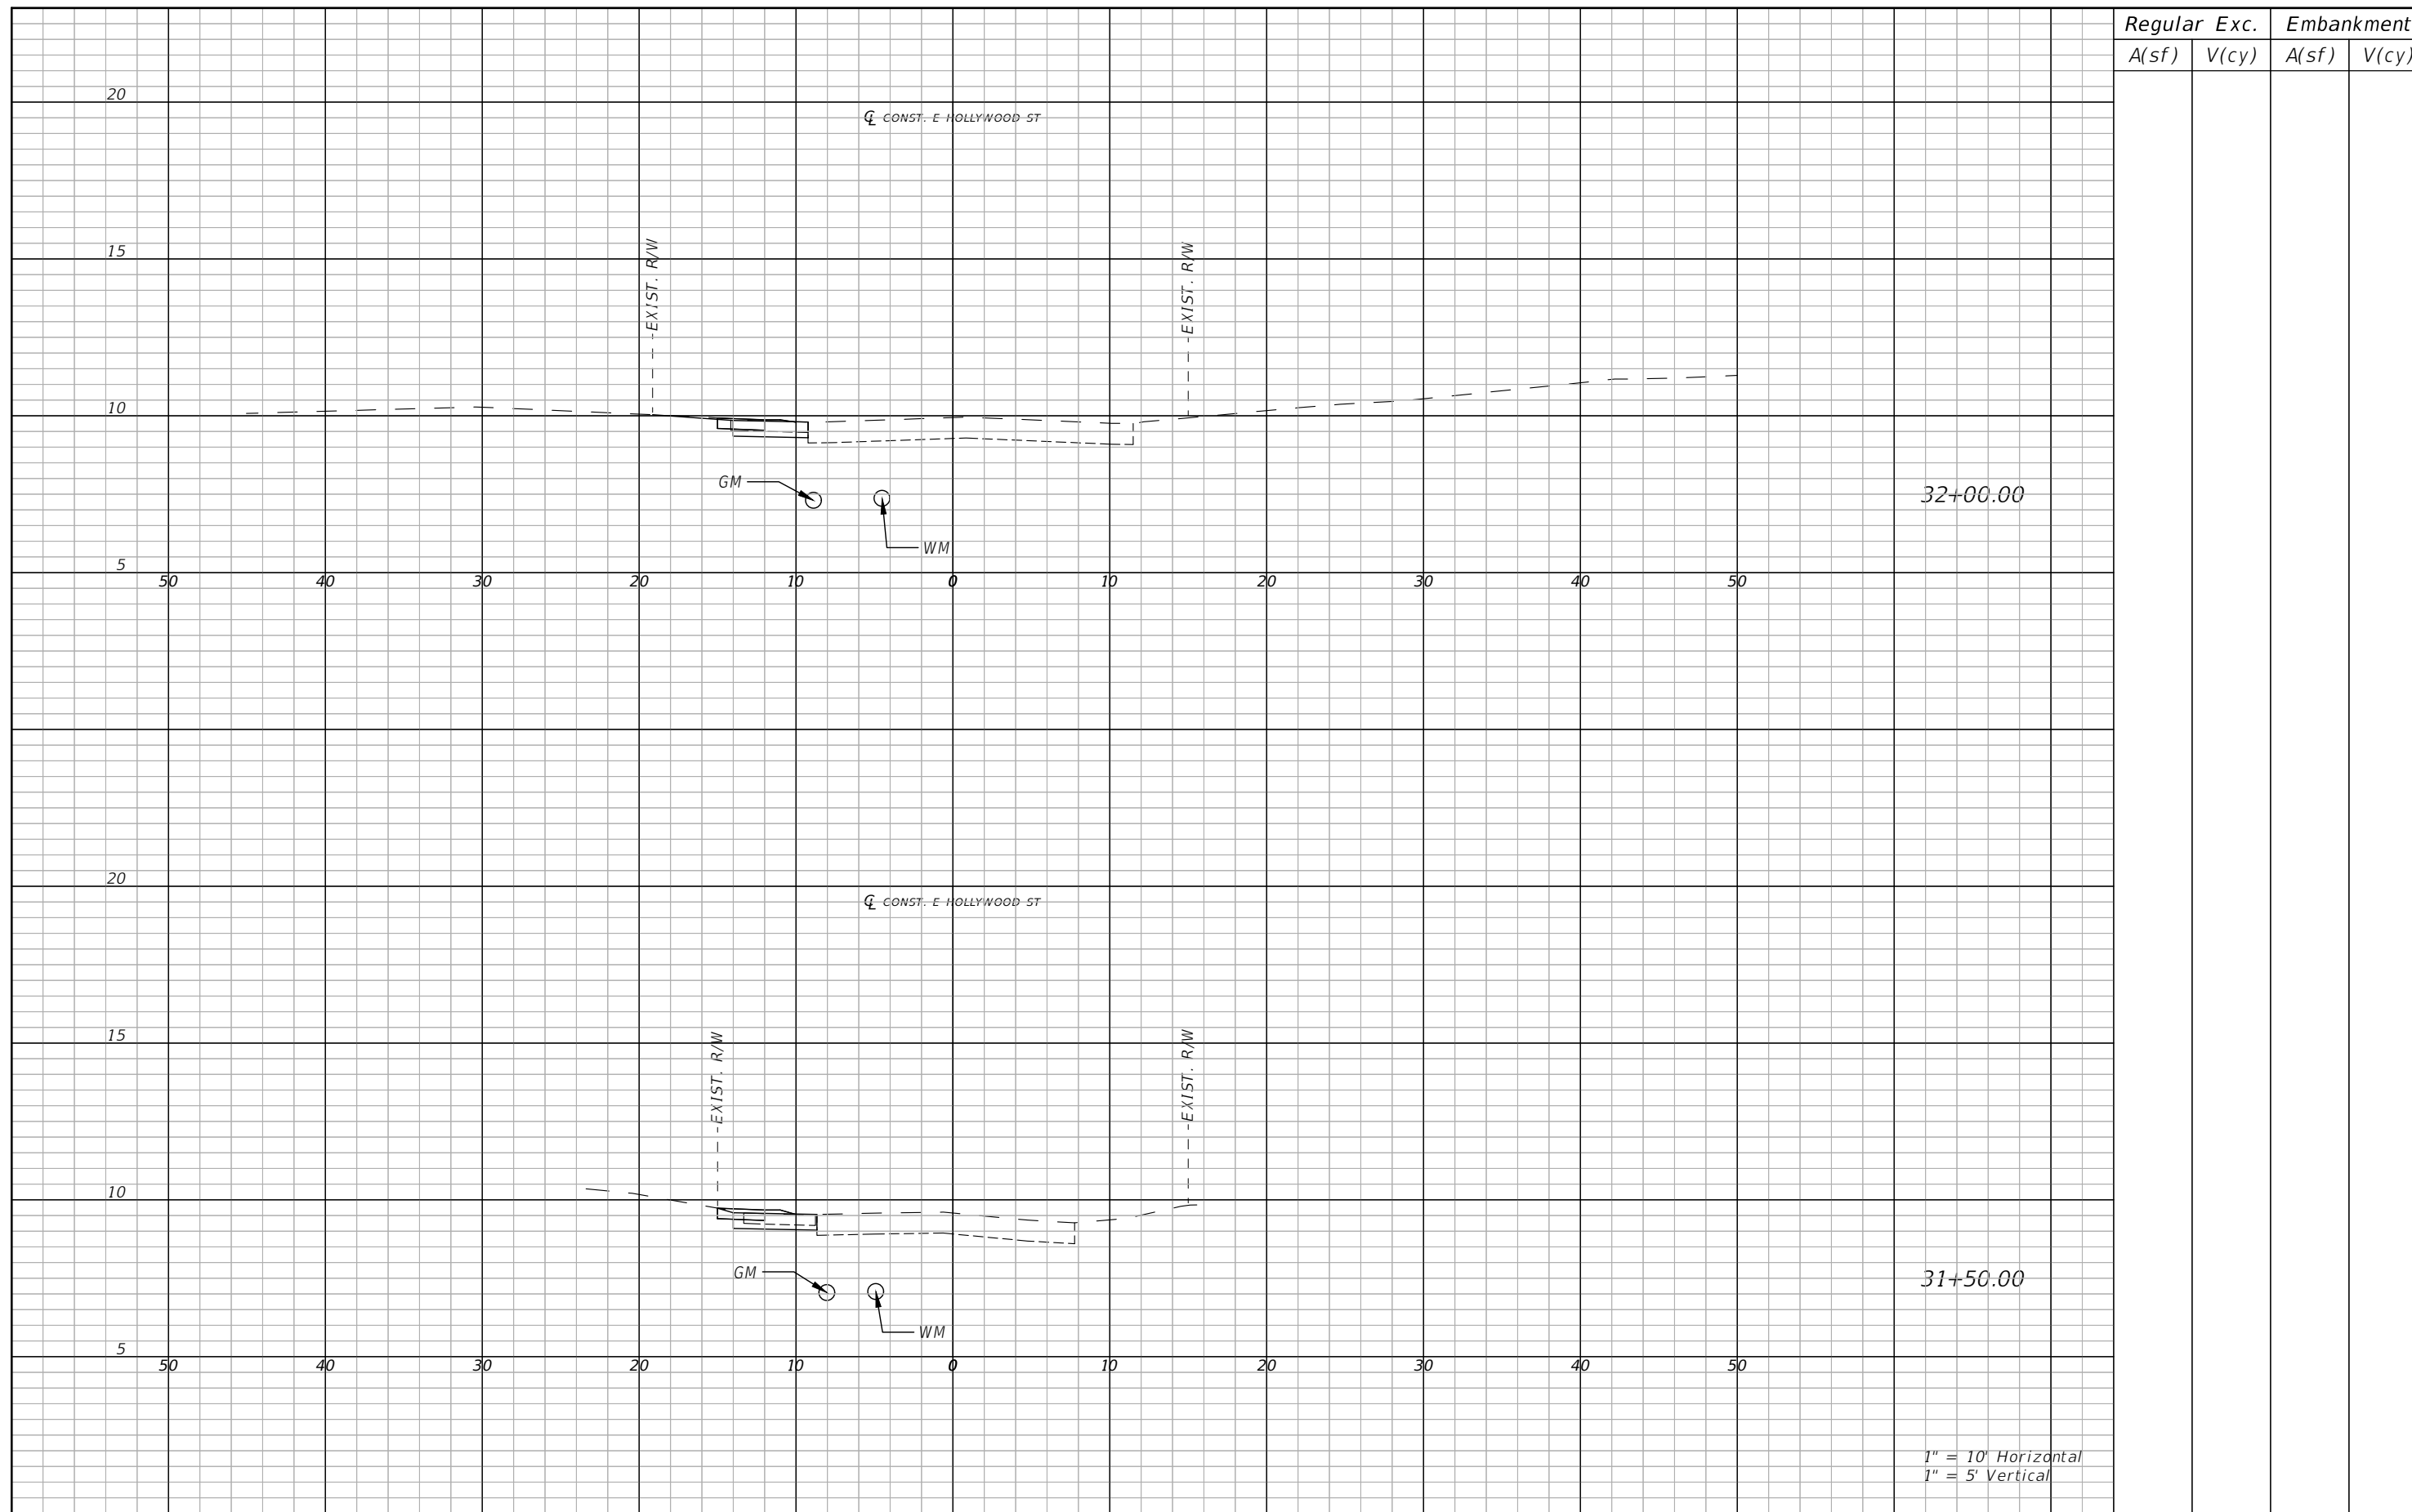 Regular Exc. Embankment
A(sf) V(cy) A(sf) V(cy)
20
℄ CONST. E HOLLYWOOD ST
15
EXIST. R/W
EXIST. R/W
10
GM
32+00.00
WM
5
50 40 30 20 10 0 10 20 30 40 50
20
℄ CONST. E HOLLYWOOD ST
15
EXIST. R/W
EXIST. R/W
10
GM
31+50.00
WM
5
50 40 30 20 10 0 10 20 30 40 50
1" = 10' Horizontal
1" = 5' Vertical